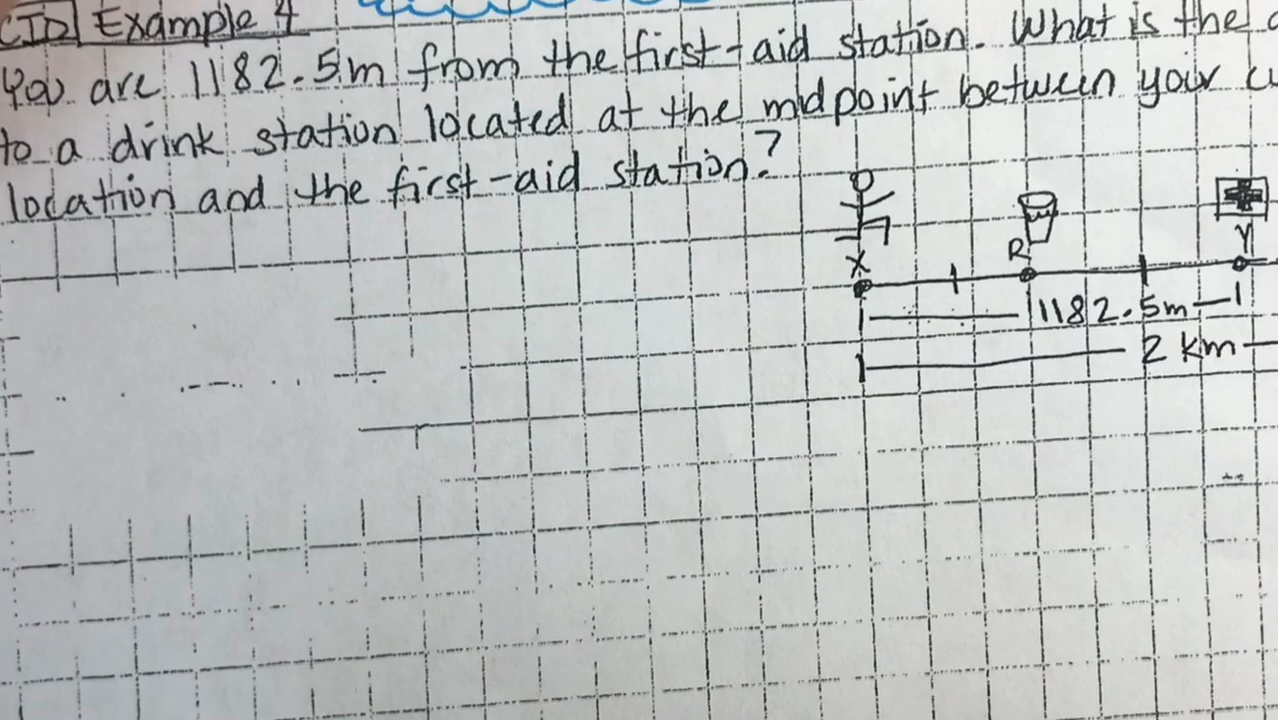 CIO Example 4
You are 1182.5m from the first-aid station. What is the
to a drink station located at the midpoint between your
location and the first-aid station?
X R Y
1182.5m
2 km